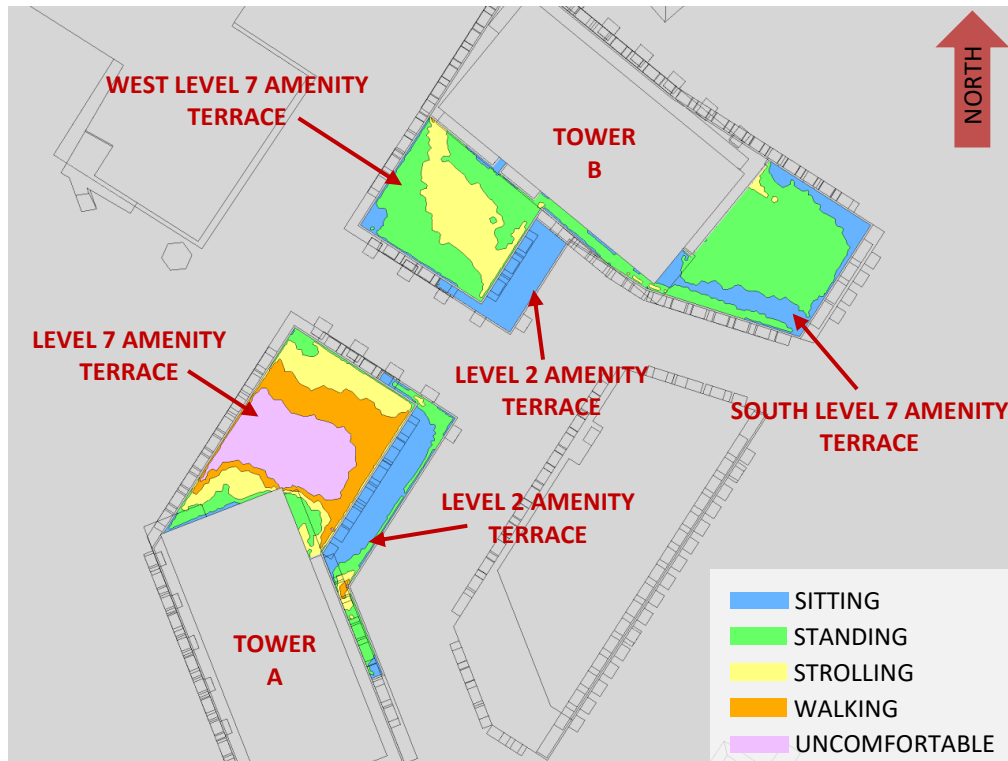 NORTH
WEST LEVEL 7 AMENITY
TERRACE
TOWER
B
LEVEL 7 AMENITY
TERRACE
LEVEL 2 AMENITY
TERRACE
SOUTH LEVEL 7 AMENITY
TERRACE
LEVEL 2 AMENITY
TERRACE
TOWER
A
SITTING
STANDING
STROLLING
WALKING
UNCOMFORTABLE